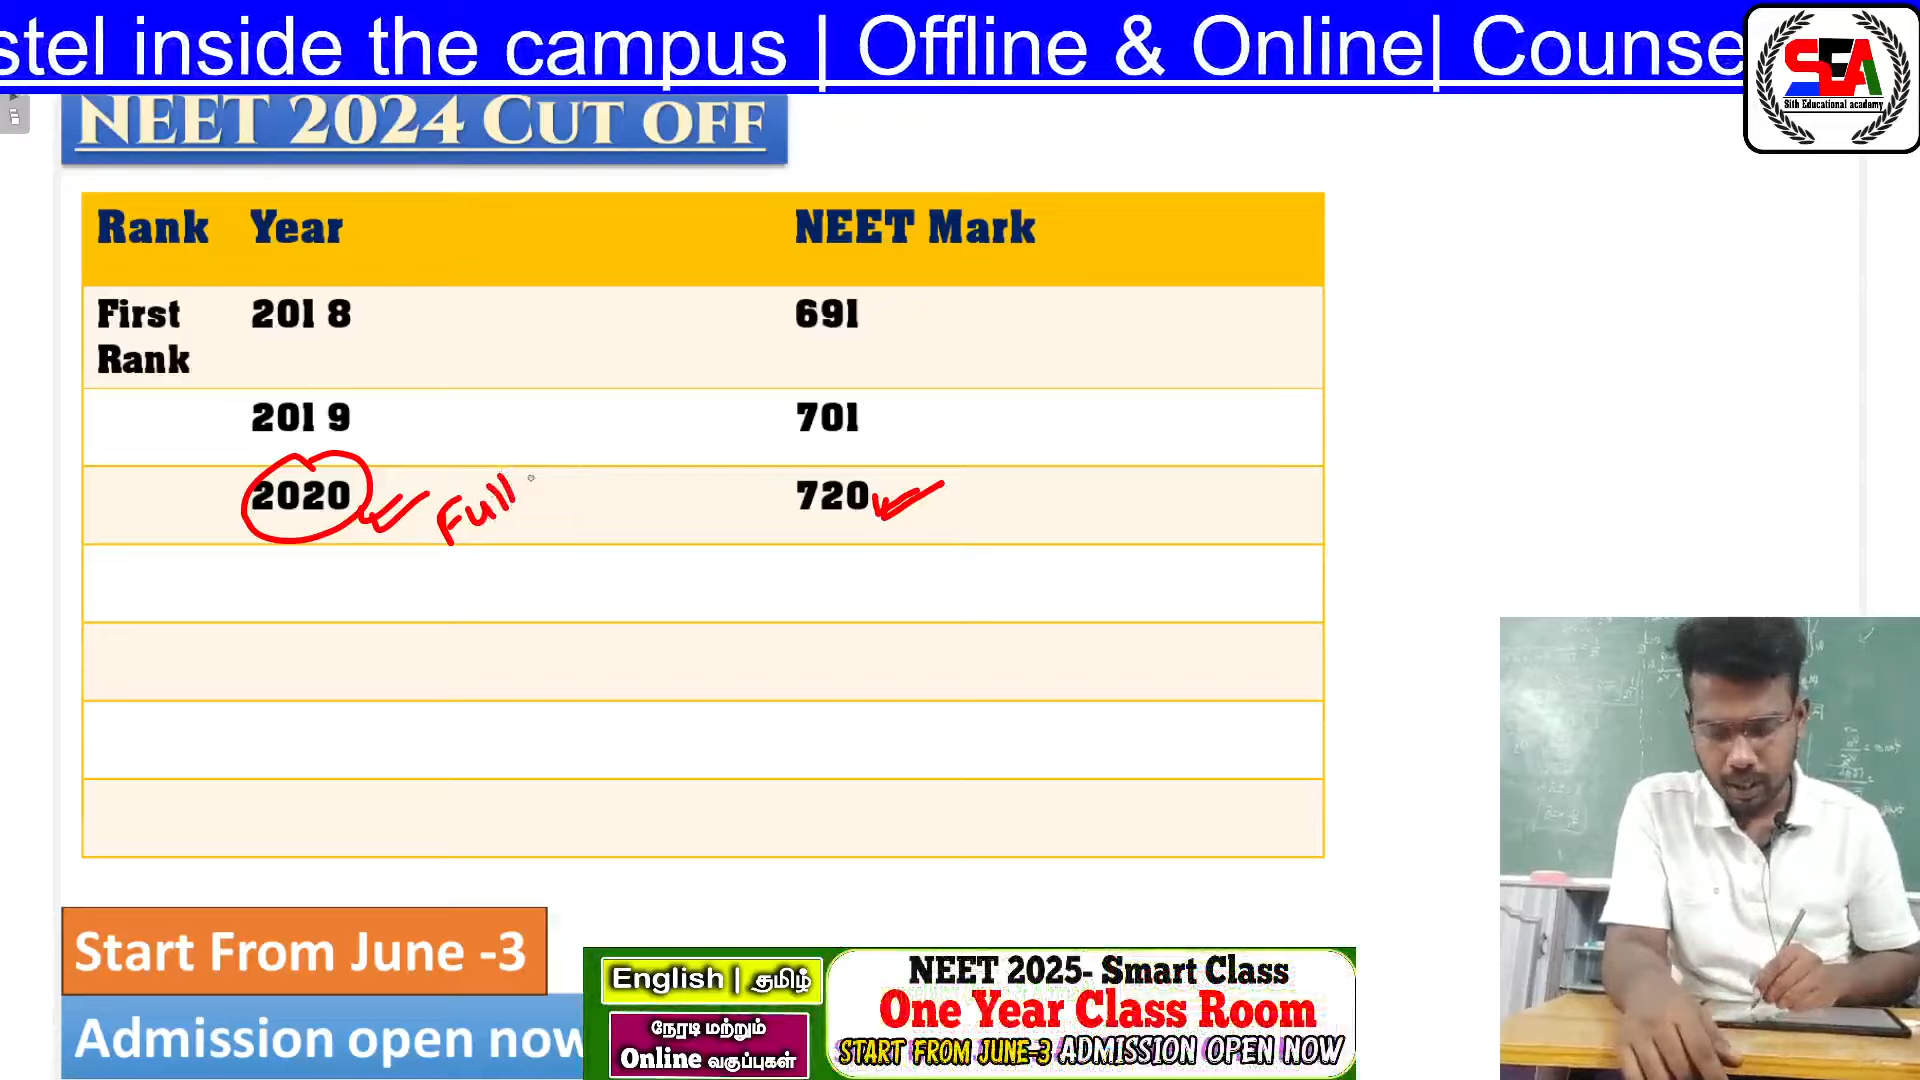 stel inside the campus | Offline & Online| Counse
SEA
Sith Educational academy
NEET 2024 CUT OFF
Rank Year NEET Mark
First Rank 2018 691
2019 701
2020 Full 720
Start From June -3
Admission open now
English | தமிழ்
நேரடி மற்றும்
Online வகுப்புகள்
NEET 2025- Smart Class
One Year Class Room
START FROM JUNE-3 ADMISSION OPEN NOW